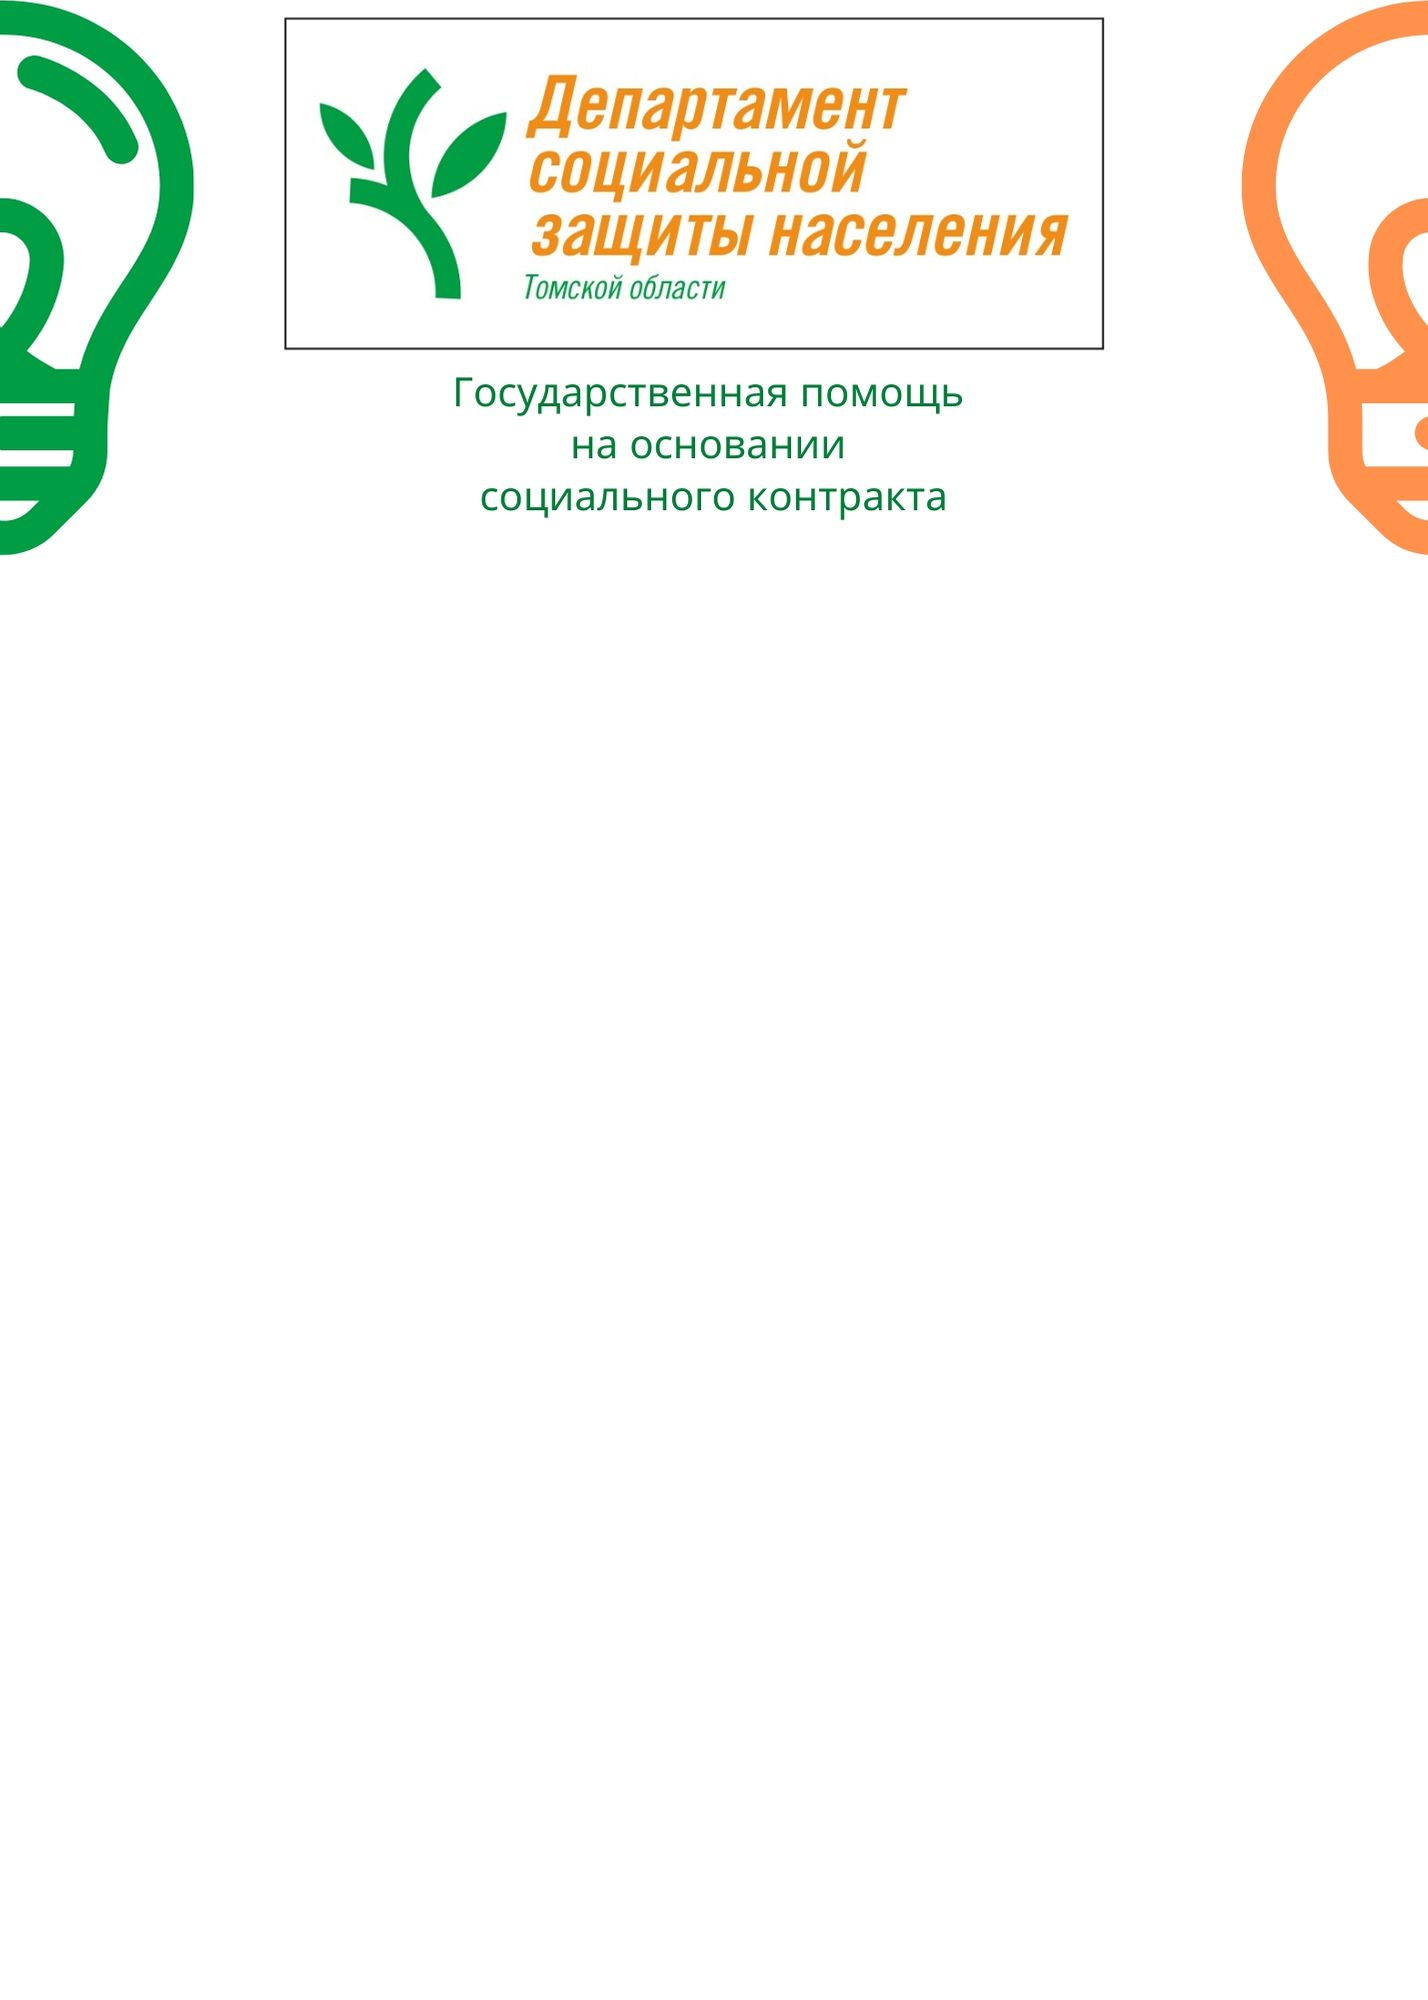 Департамент
социальной
защиты населения
Томской области
Государственная помощь
на основании
социального контракта